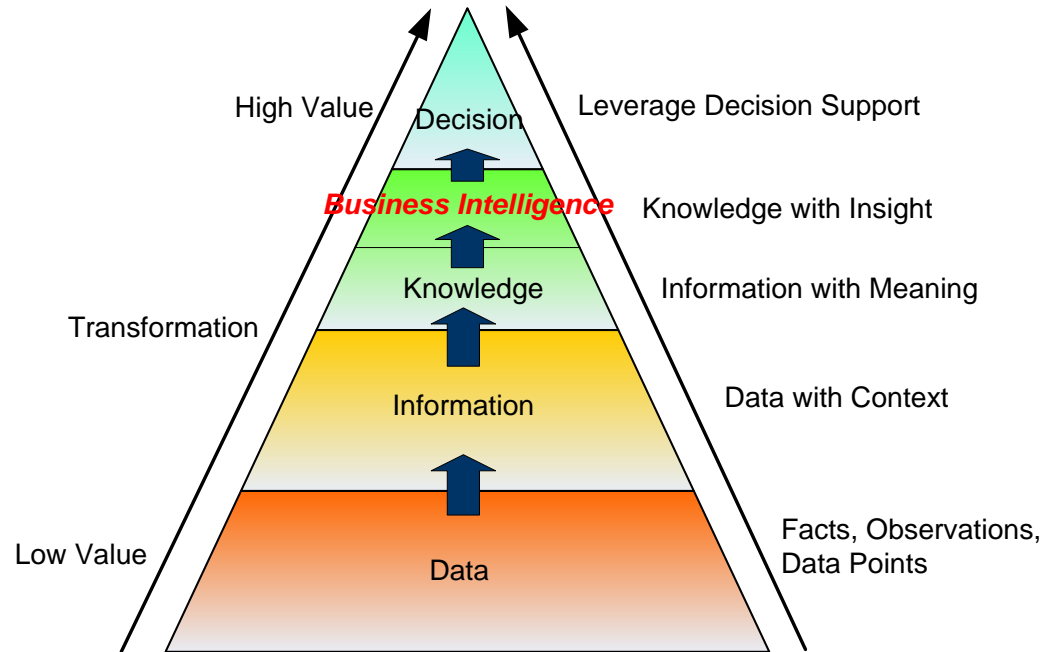 High Value
Decision
Leverage Decision Support
Business Intelligence
Knowledge with Insight
Knowledge
Information with Meaning
Transformation
Information
Data with Context
Low Value
Data
Facts, Observations,
Data Points